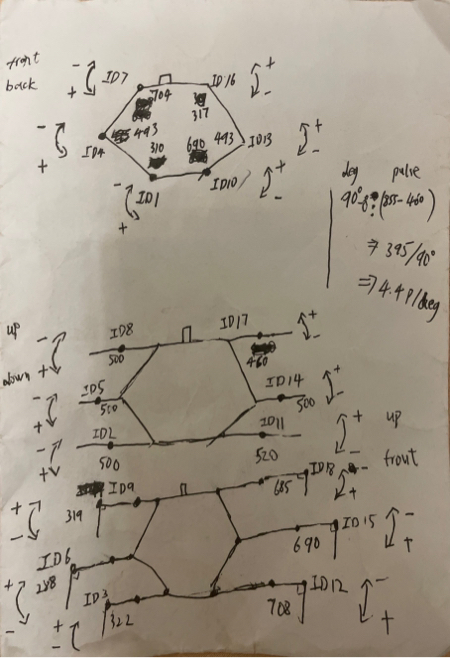 front
back
- +
ID7
704
ID16
317
+ -
- +
ID4
493
493
ID13
+ -
310
690
ID1
ID10
- +
+ -
deg pulse
90° (855-460)
⇒ 395/90°
⇒ 4.4 P/deg
up
down
- +
ID8
500
ID17
460
+ -
- +
ID5
500
ID14
500
+ -
- +
ID2
500
ID11
520
+ -
up
front
+ -
ID9
319
685
ID18
- +
ID6
288
690
ID15
- +
+ -
ID3
322
708
ID12
- +
+ -